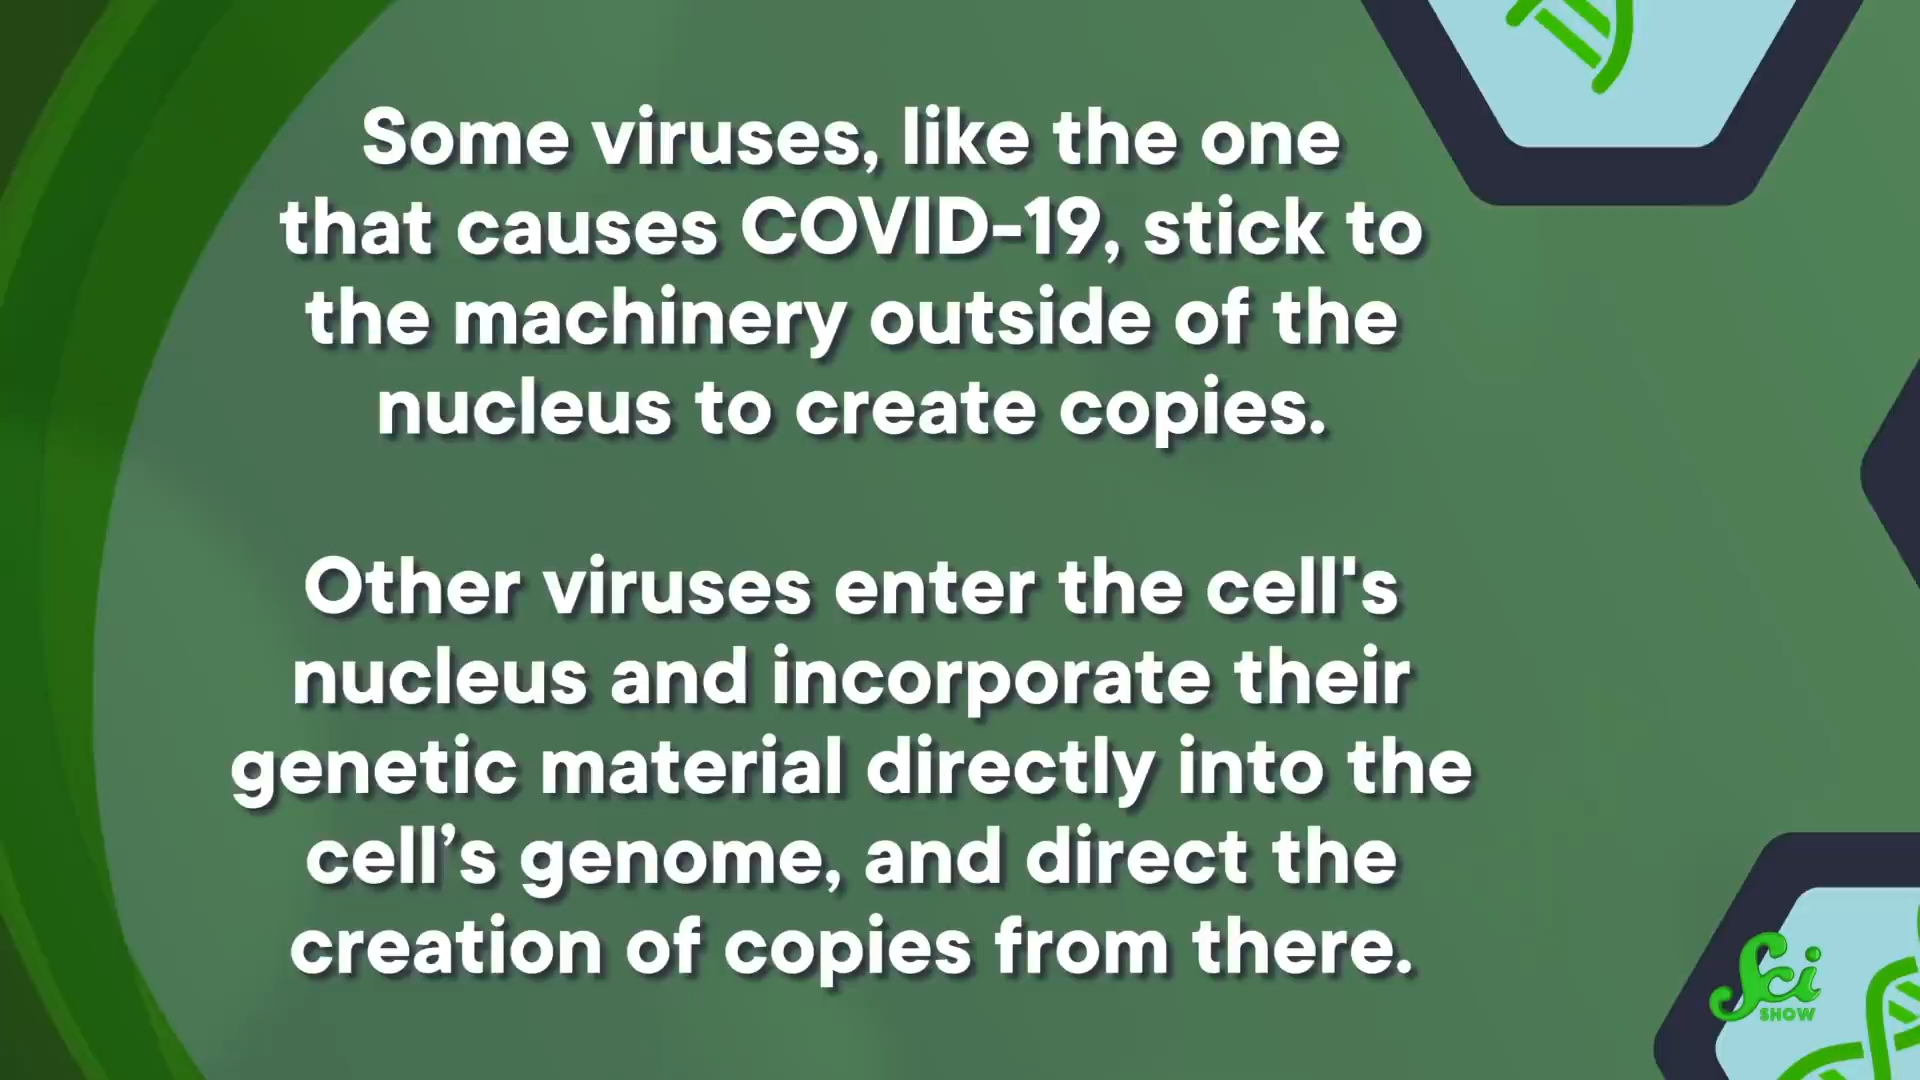 Some viruses, like the one
that causes COVID-19, stick to
the machinery outside of the
nucleus to create copies.
Other viruses enter the cell's
nucleus and incorporate their
genetic material directly into the
cell’s genome, and direct the
creation of copies from there.
Sci
SHOW